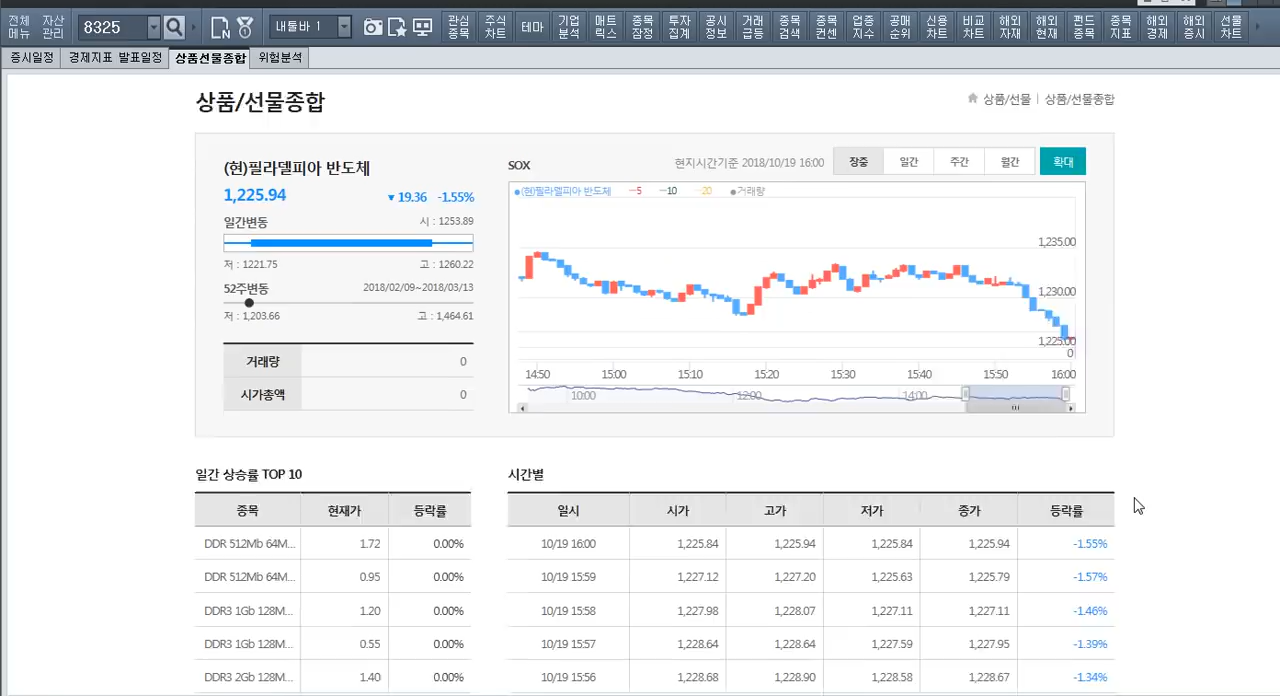 전체 자산 8325 내툴바 1 관심 주식 테마 기업 매트 종목 투자 공시 거래 종목 종목 업종 공매 신용 비교 해외 해외 펀드 종목 해외 해외 선물
메뉴 관리 종목 차트 분석 릭스 잠정 집계 정보 급등 검색 컨센 지수 순위 차트 차트 자재 현재 종목 지표 경제 증시 차트
증시일정 경제지표 발표일정 상품선물종합 위험분석
상품/선물종합
상품/선물 | 상품/선물종합
(현)필라델피아 반도체
1,225.94 ▼ 19.36 -1.55%
일간변동 시 : 1253.89
저 : 1221.75 고 : 1260.22
52주변동 2018/02/09~2018/03/13
저 : 1,203.66 고 : 1,464.61
거래량 0
시가총액 0
SOX 현지시간기준 2018/10/19 16:00 장중 일간 주간 월간 확대
(현)필라델피아 반도체 5 10 20 거래량
1,235.00
1,230.00
1,225.00
0
14:50 15:00 15:10 15:20 15:30 15:40 15:50 16:00
10:00 12:00 14:00
일간 상승률 TOP 10
종목 현재가 등락률
DDR 512Mb 64M... 1.72 0.00%
DDR 512Mb 64M... 0.95 0.00%
DDR3 1Gb 128M... 1.20 0.00%
DDR3 1Gb 128M... 0.55 0.00%
DDR3 2Gb 128M... 1.40 0.00%
시간별
일시 시가 고가 저가 종가 등락률
10/19 16:00 1,225.84 1,225.94 1,225.84 1,225.94 -1.55%
10/19 15:59 1,227.12 1,227.20 1,225.63 1,225.79 -1.57%
10/19 15:58 1,227.98 1,228.07 1,227.11 1,227.11 -1.46%
10/19 15:57 1,228.64 1,228.64 1,227.59 1,227.95 -1.39%
10/19 15:56 1,228.68 1,228.90 1,228.58 1,228.67 -1.34%